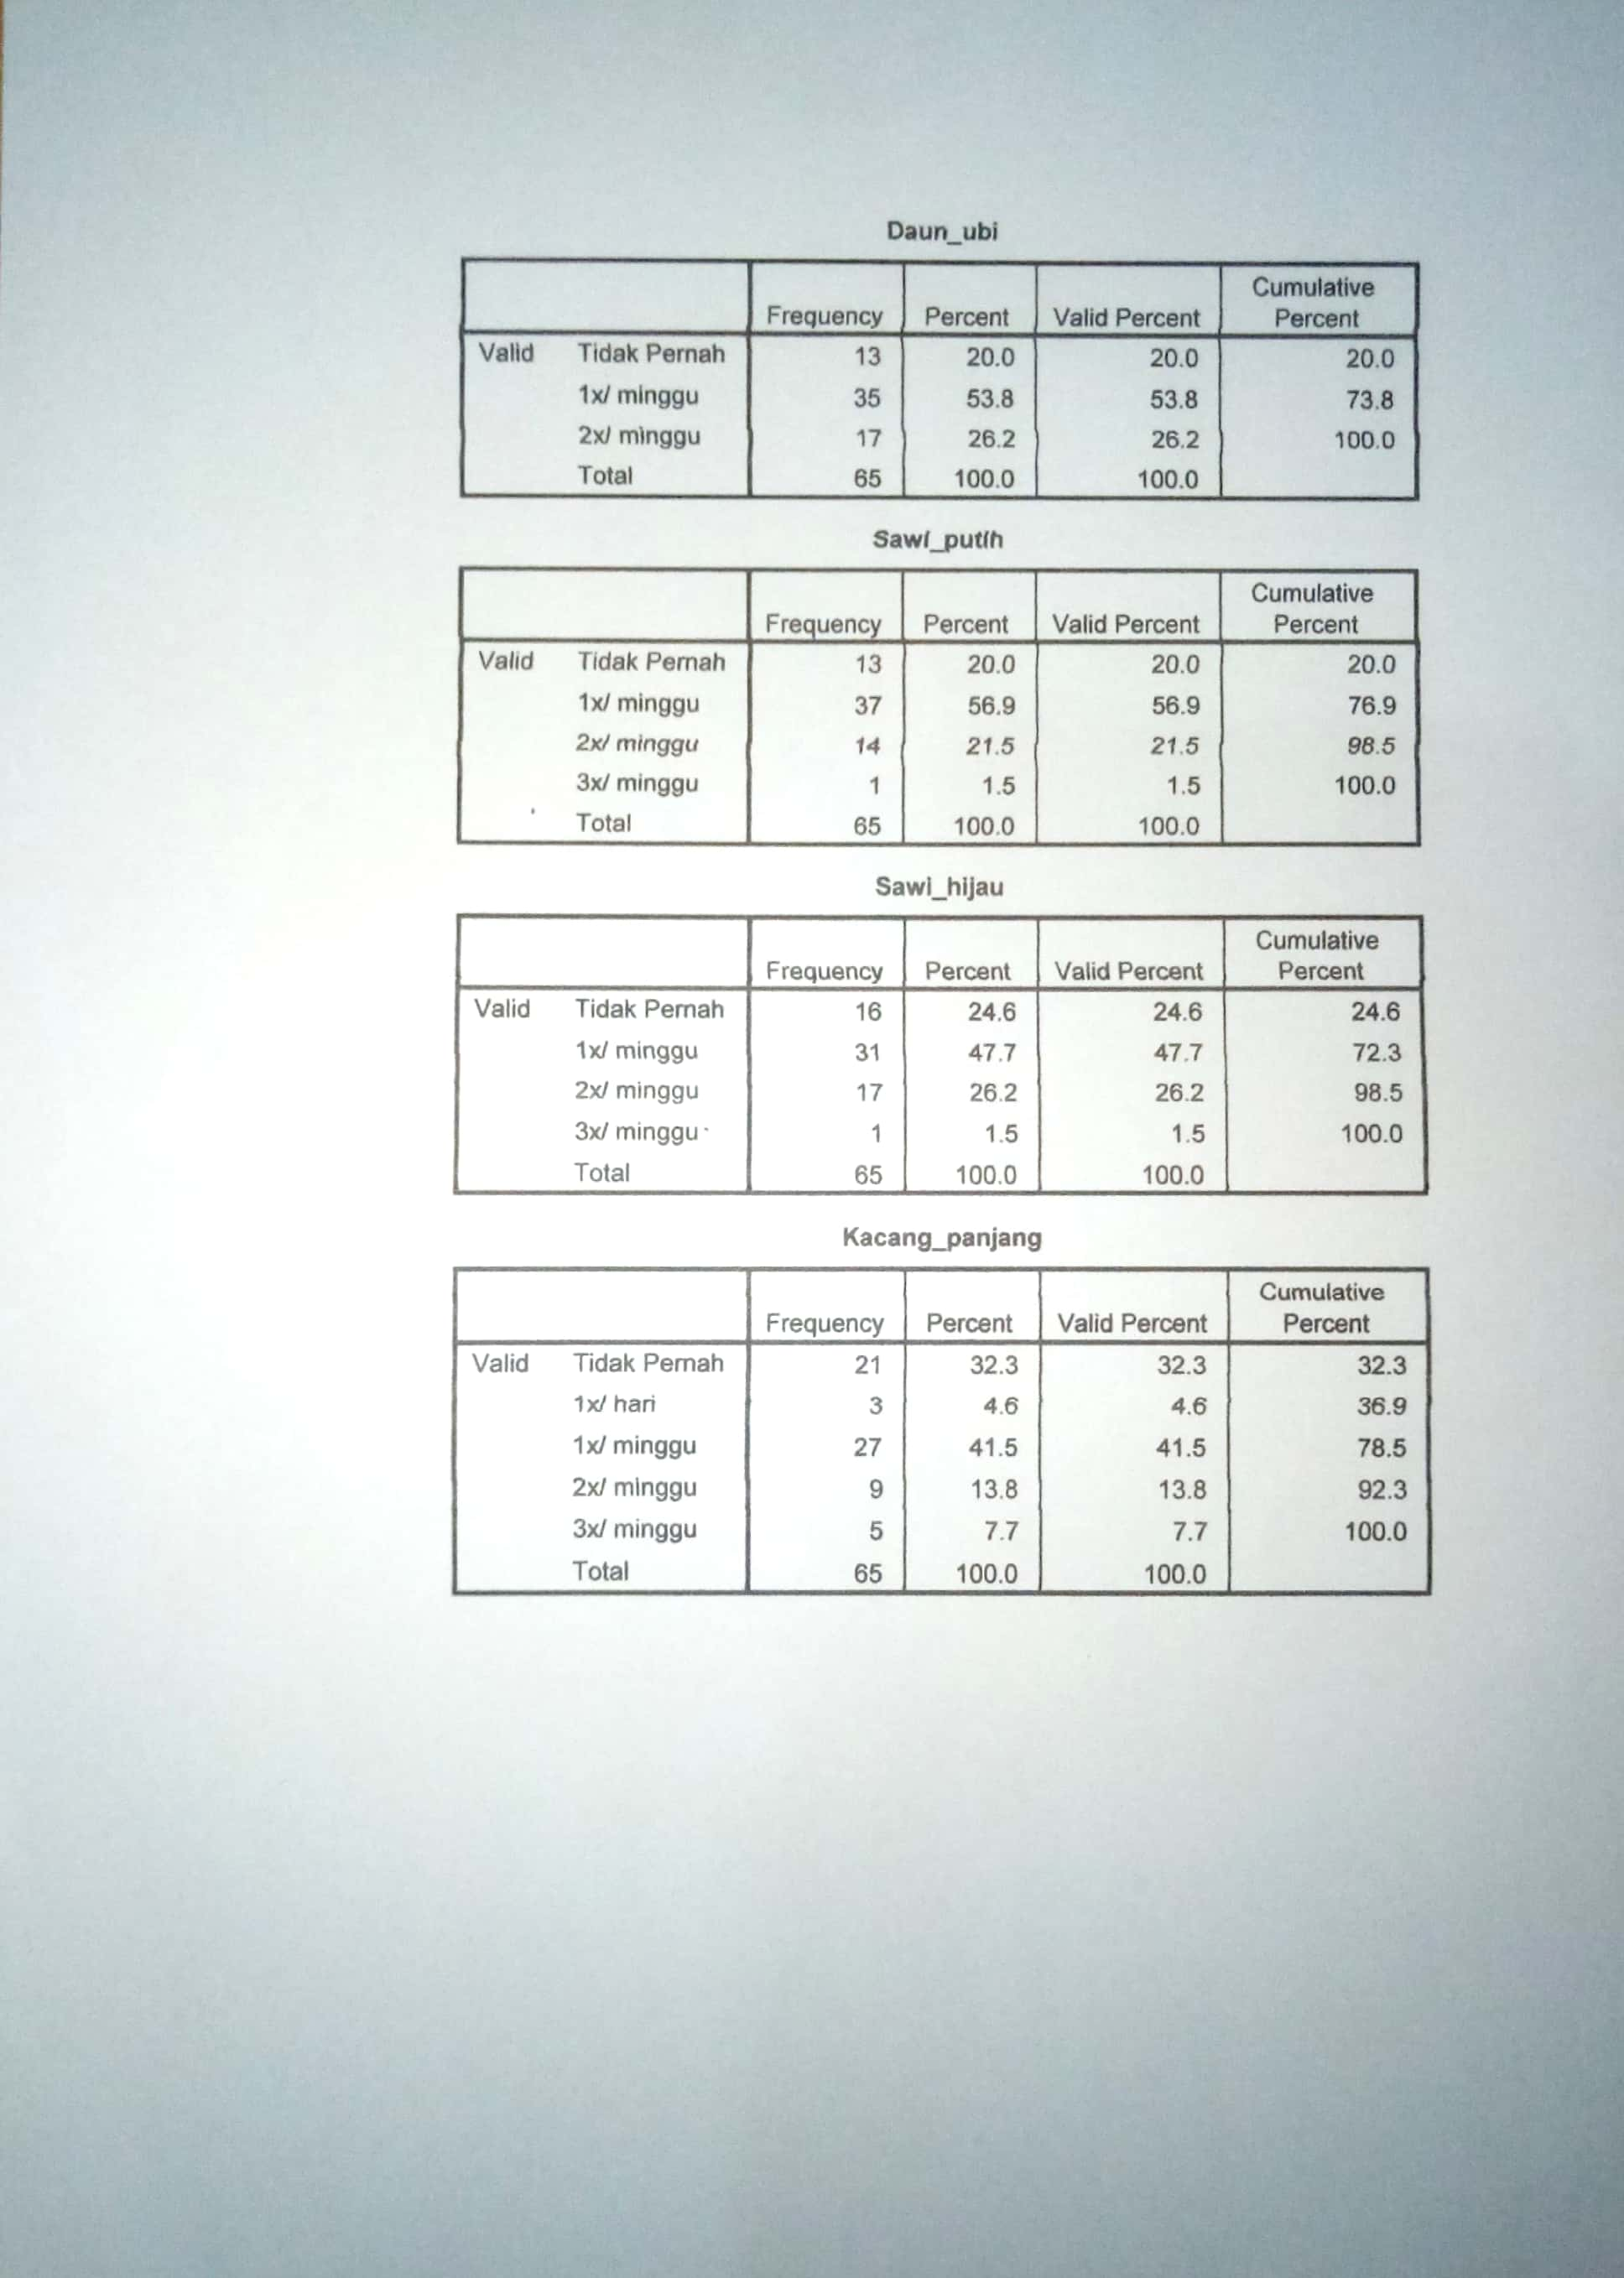 Daun_ubi
Frequency Percent Valid Percent Cumulative Percent
Valid Tidak Pernah 13 20.0 20.0 20.0
1x/ minggu 35 53.8 53.8 73.8
2x/ minggu 17 26.2 26.2 100.0
Total 65 100.0 100.0
Sawi_putih
Frequency Percent Valid Percent Cumulative Percent
Valid Tidak Pernah 13 20.0 20.0 20.0
1x/ minggu 37 56.9 56.9 76.9
2x/ minggu 14 21.5 21.5 98.5
3x/ minggu 1 1.5 1.5 100.0
Total 65 100.0 100.0
Sawi_hijau
Frequency Percent Valid Percent Cumulative Percent
Valid Tidak Pernah 16 24.6 24.6 24.6
1x/ minggu 31 47.7 47.7 72.3
2x/ minggu 17 26.2 26.2 98.5
3x/ minggu 1 1.5 1.5 100.0
Total 65 100.0 100.0
Kacang_panjang
Frequency Percent Valid Percent Cumulative Percent
Valid Tidak Pernah 21 32.3 32.3 32.3
1x/ hari 3 4.6 4.6 36.9
1x/ minggu 27 41.5 41.5 78.5
2x/ minggu 9 13.8 13.8 92.3
3x/ minggu 5 7.7 7.7 100.0
Total 65 100.0 100.0